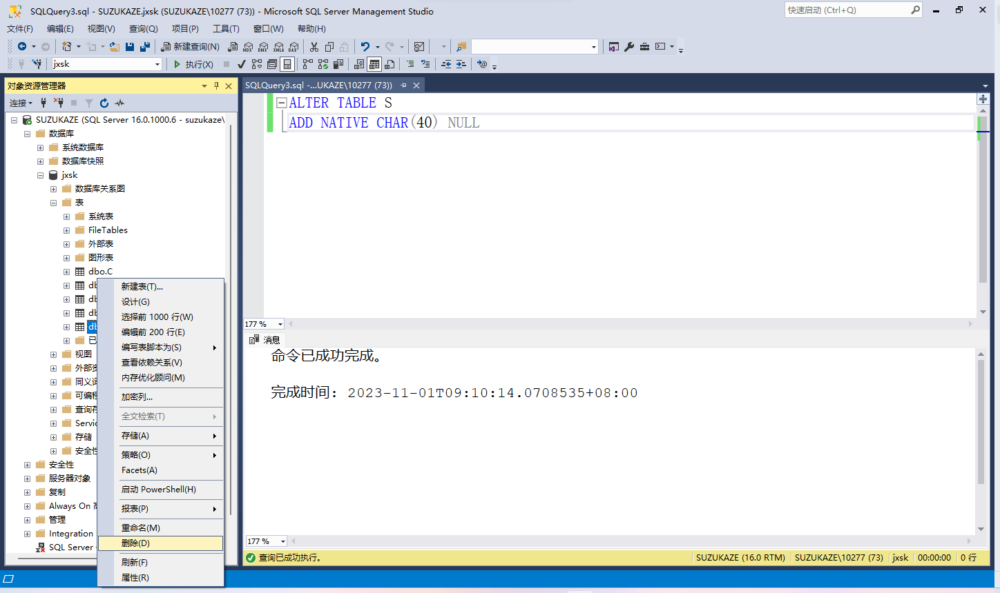 SQLQuery3.sql - SUZUKAZE.jxsk (SUZUKAZE\10277 (73)) - Microsoft SQL Server Management Studio
快速启动 (Ctrl+Q)
文件(F) 编辑(E) 视图(V) 查询(Q) 项目(P) 工具(T) 窗口(W) 帮助(H)
新建查询(N) MDX DMX XMLA DAX
jxsk 执行(X)
对象资源管理器
连接
SUZUKAZE (SQL Server 16.0.1000.6 - suzukaze\
数据库
系统数据库
数据库快照
jxsk
数据库关系图
表
系统表
FileTables
外部表
图形表
dbo.C
db
db
db
db
已
视图
外部资
同义词
可编程
查询存
Servic
存储
安全性
安全性
服务器对象
复制
Always On 高
管理
Integration
SQL Server
新建表(T)...
设计(G)
选择前 1000 行(W)
编辑前 200 行(E)
编写表脚本为(S)
查看依赖关系(V)
内存优化顾问(M)
加密列...
全文检索(T)
存储(A)
策略(O)
Facets(A)
启动 PowerShell(H)
报表(P)
重命名(M)
删除(D)
刷新(F)
属性(R)
SQLQuery3.sql -...UKAZE\10277 (73))
ALTER TABLE S
ADD NATIVE CHAR(40) NULL
177 %
消息
命令已成功完成。
完成时间: 2023-11-01T09:10:14.0708535+08:00
177 %
查询已成功执行。
SUZUKAZE (16.0 RTM) SUZUKAZE\10277 (73) jxsk 00:00:00 0 行